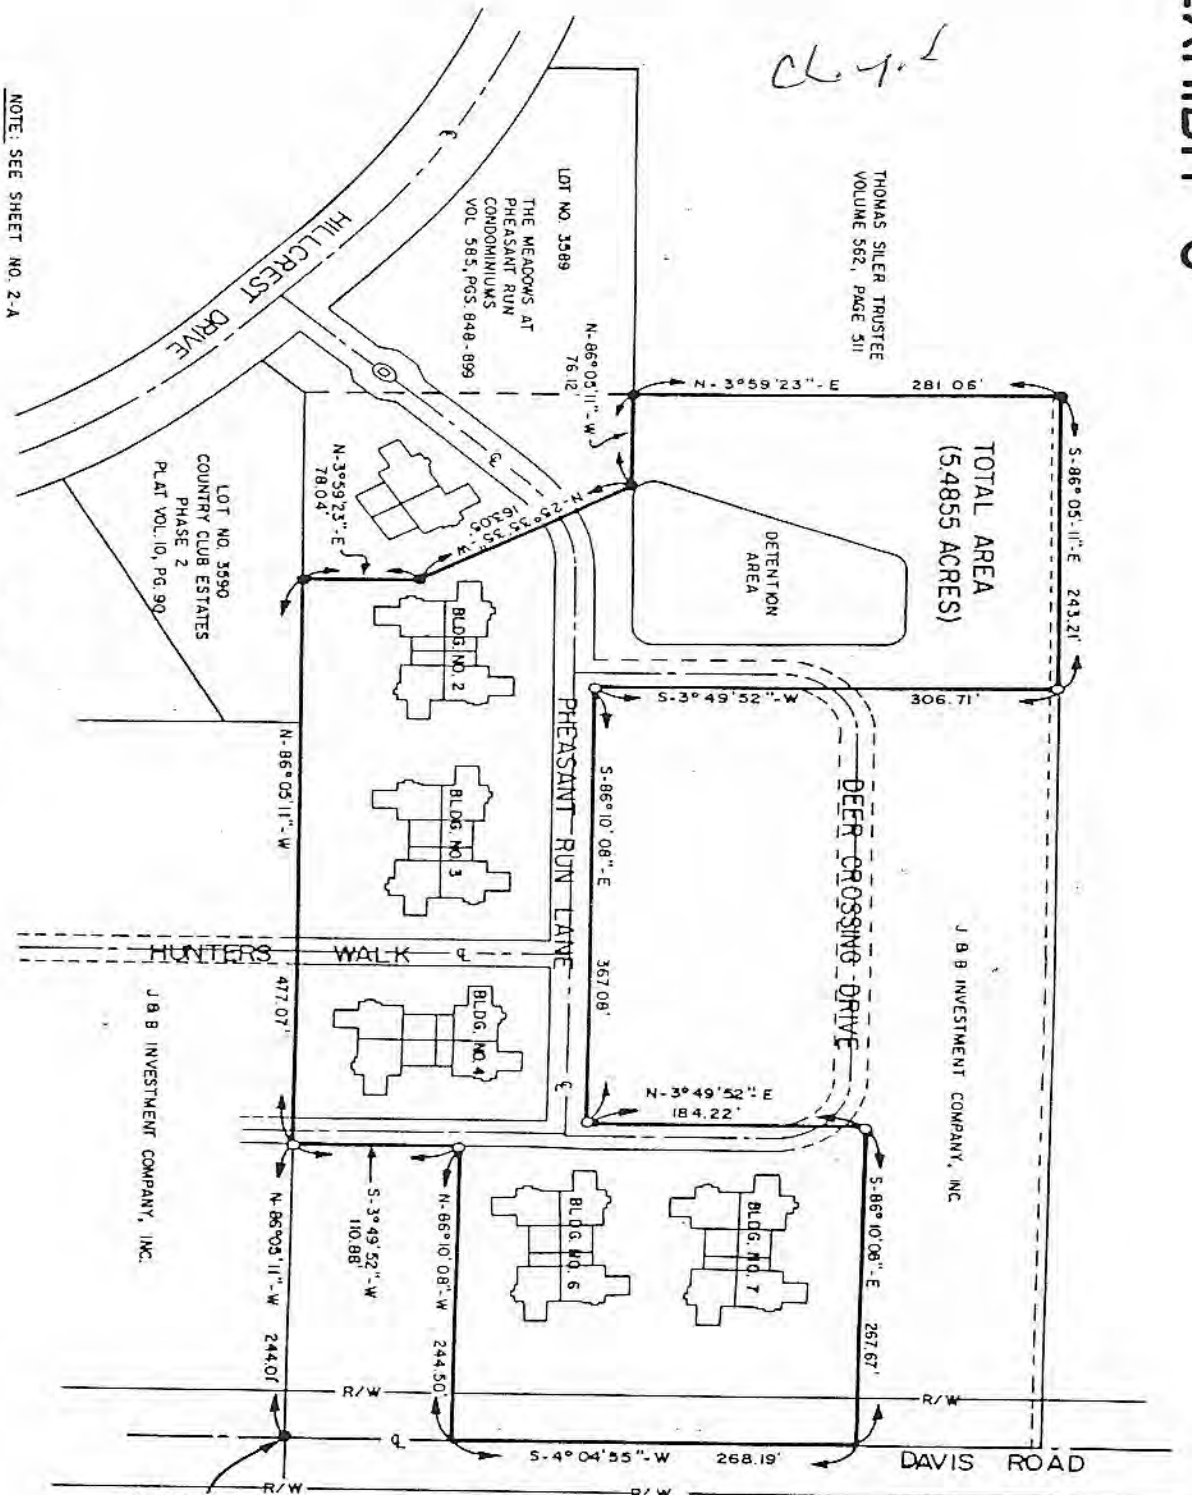 THOMAS SILER TRUSTEE
VOLUME 562, PAGE 511
LOT NO. 3589
THE MEADOWS AT
PHEASANT RUN
CONDOMINIUMS
VOL 585, PGS. 848-899
N-86°05'11"-W
76.12'
N-3°59'23"-E 281.06'
S-86°05'11"-E 243.21'
TOTAL AREA
(5.4855 ACRES)
DETENTION
AREA
HILLCREST DRIVE
NOTE: SEE SHEET NO. 2-A
LOT NO. 3590
COUNTRY CLUB ESTATES
PHASE 2
PLAT VOL. 10, PG. 90
N-3°59'23"-E
78.04'
N-25°35'35"-W
163.05'
BLDG. NO. 2
BLDG. NO. 3
PHEASANT RUN LANE
S-3°49'52"-W 306.71'
S-86°10'08"-E 367.08'
DEER CROSSING DRIVE
N-86°05'11"-W 477.07'
HUNTERS WALK
BLDG. NO. 4
J & B INVESTMENT COMPANY, INC.
J & B INVESTMENT COMPANY, INC
N-3°49'52"-E
184.22'
S-86°10'08"-E 267.67'
BLDG. NO. 6
BLDG. NO. 7
S-3°49'52"-W
110.88'
N-86°10'08"-W 244.50'
N-86°05'11"-W 244.01'
R/W
R/W
S-4°04'55"-W 268.19'
DAVIS ROAD
R/W
R/W